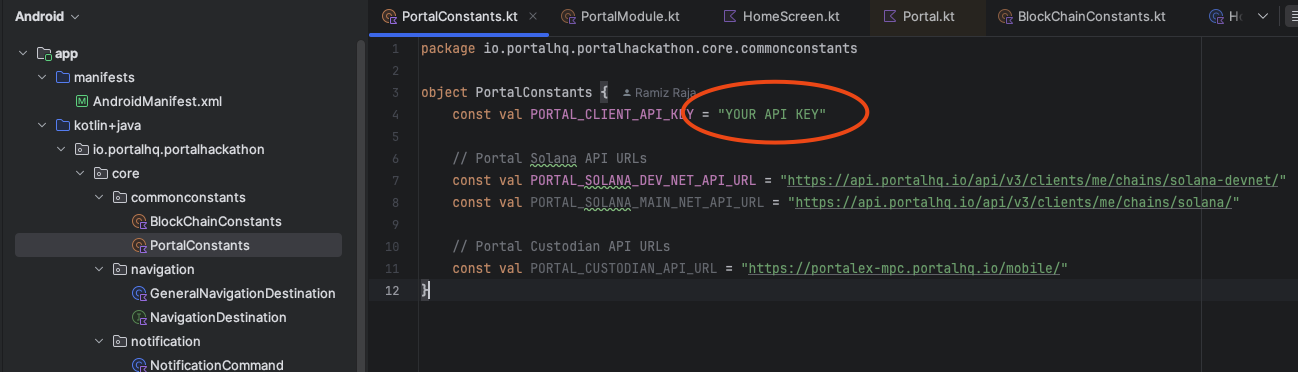 Android
PortalConstants.kt
PortalModule.kt
HomeScreen.kt
Portal.kt
BlockChainConstants.kt
app
manifests
AndroidManifest.xml
kotlin+java
io.portalhq.portalhackathon
core
commonconstants
BlockChainConstants
PortalConstants
navigation
GeneralNavigationDestination
NavigationDestination
notification
NotificationCommand
1 package io.portalhq.portalhackathon.core.commonconstants
2
3 object PortalConstants { Ramiz Raja
4 const val PORTAL_CLIENT_API_KEY = "YOUR API KEY"
5
6 // Portal Solana API URLs
7 const val PORTAL_SOLANA_DEV_NET_API_URL = "https://api.portalhq.io/api/v3/clients/me/chains/solana-devnet/"
8 const val PORTAL_SOLANA_MAIN_NET_API_URL = "https://api.portalhq.io/api/v3/clients/me/chains/solana/"
9
10 // Portal Custodian API URLs
11 const val PORTAL_CUSTODIAN_API_URL = "https://portalex-mpc.portalhq.io/mobile/"
12 }